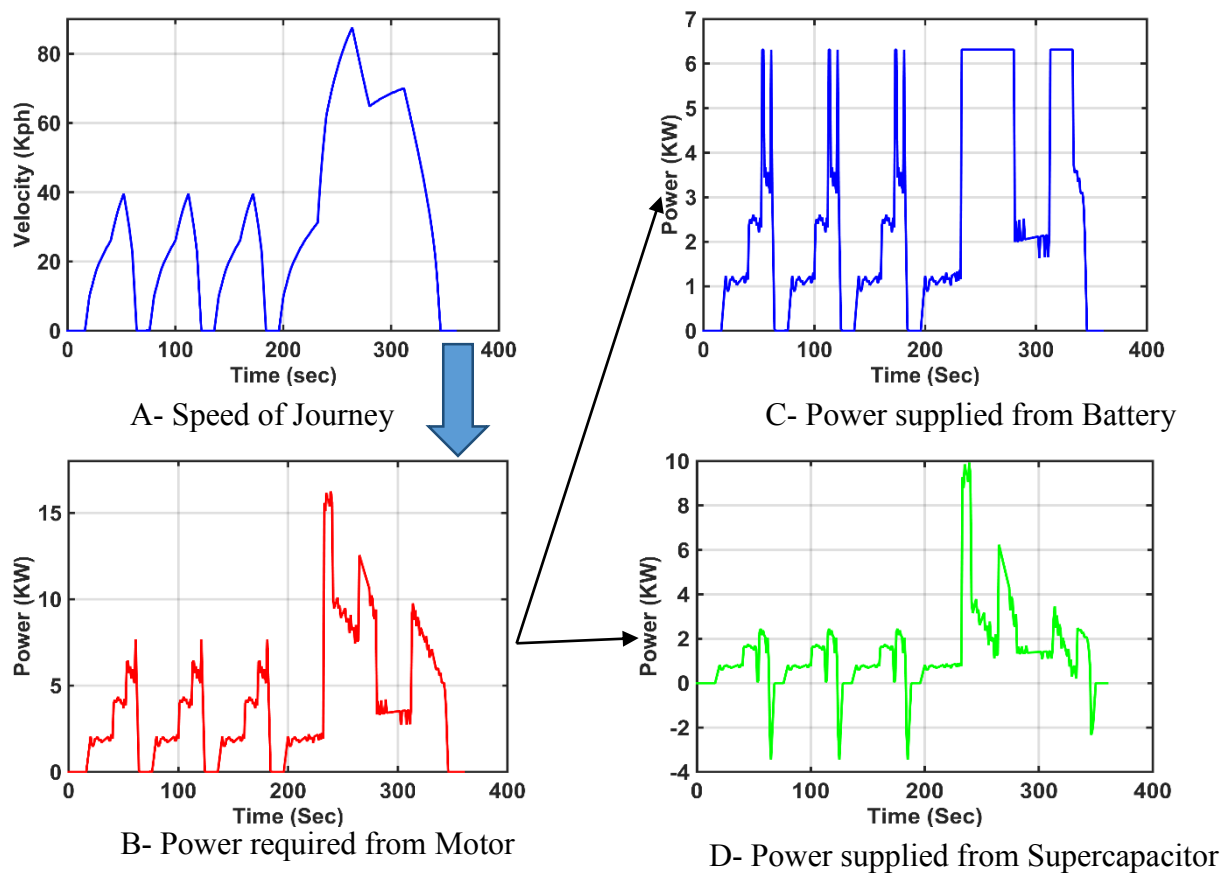 80
60
40
20
0
0 100 200 300 400
Velocity (Kph)
Time (sec)
A- Speed of Journey
7
6
5
4
3
2
1
0
0 100 200 300 400
Power (KW)
Time (Sec)
C- Power supplied from Battery
15
10
5
0
0 100 200 300 400
Power (KW)
Time (Sec)
B- Power required from Motor
10
8
6
4
2
0
-2
-4
0 100 200 300 400
Power (KW)
Time (Sec)
D- Power supplied from Supercapacitor